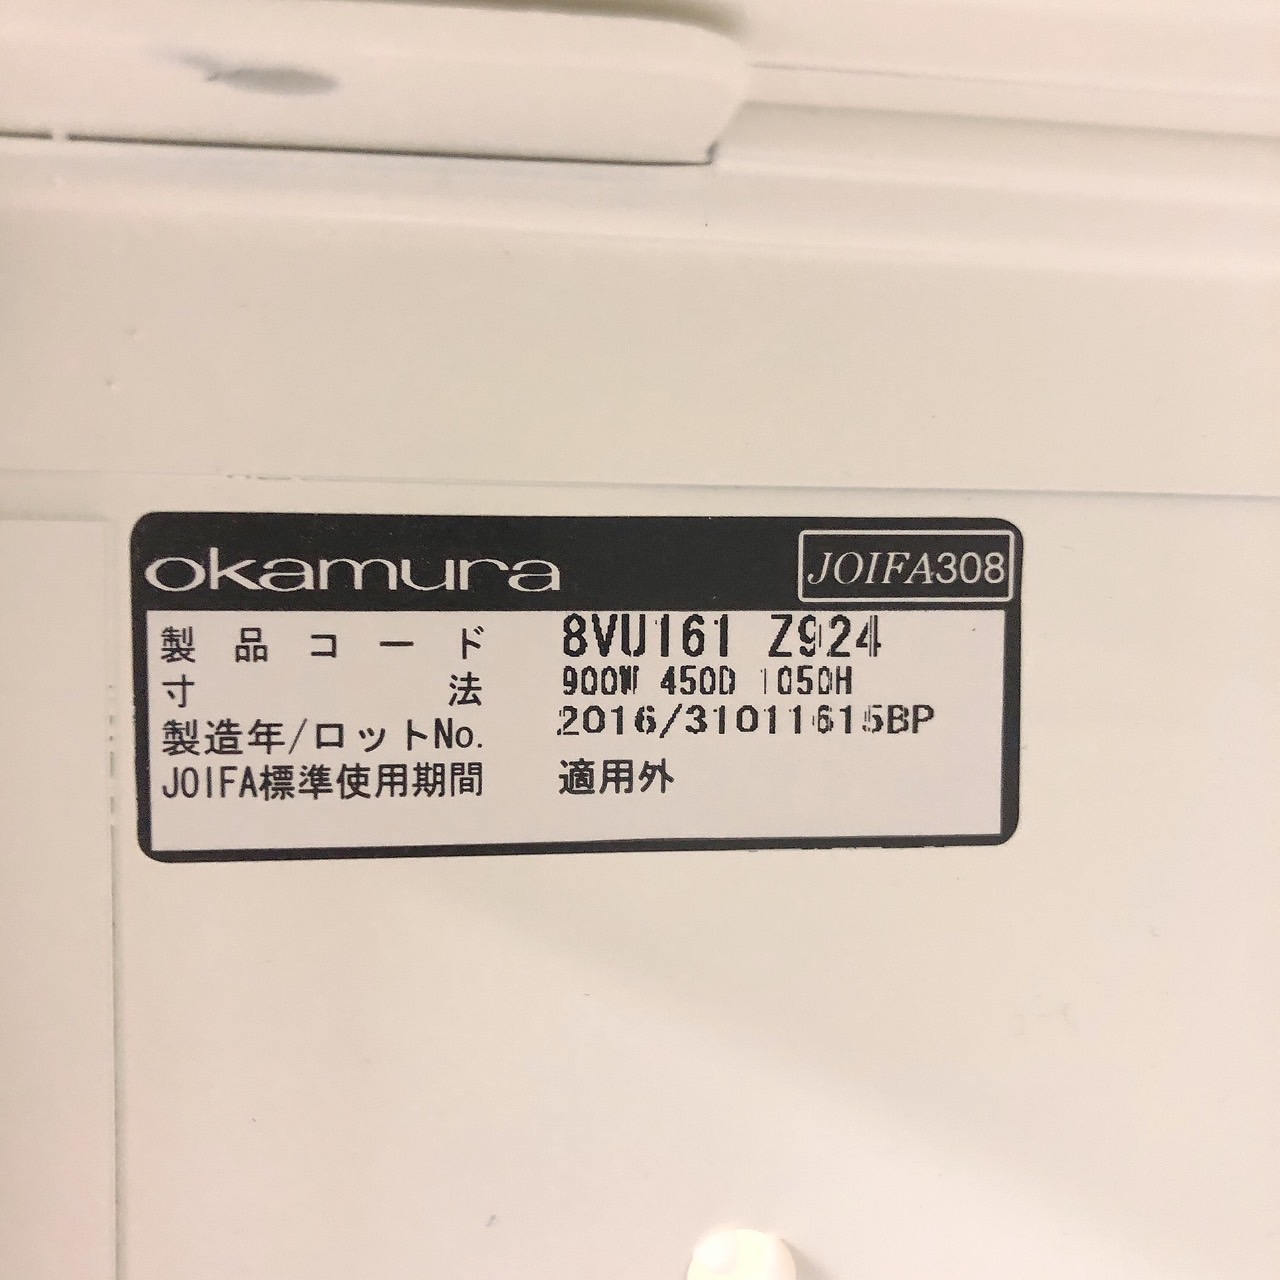 okamura JOIFA308
製品コード 8VU161 Z924
寸法 900W 450D 1050H
製造年/ロットNo. 2016/31011615BP
JOIFA標準使用期間 適用外